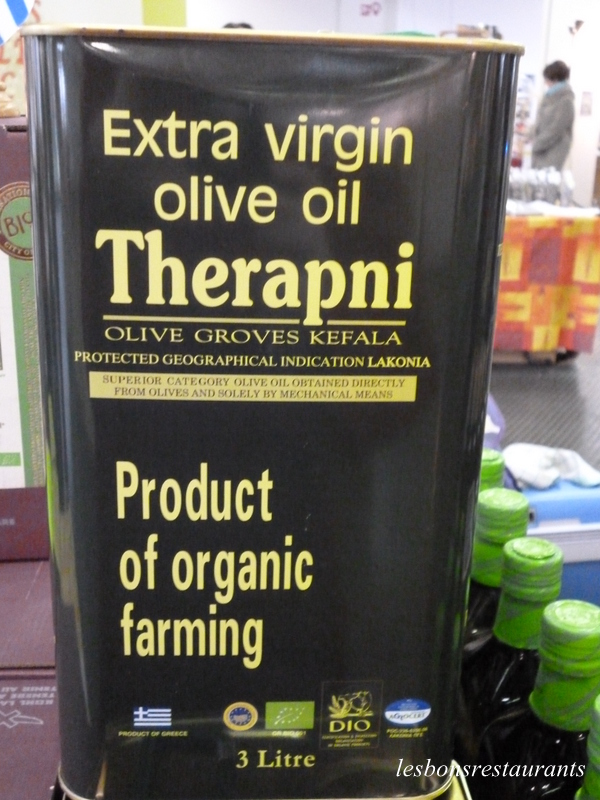 Extra virgin
olive oil
Therapni
OLIVE GROVES KEFALA
PROTECTED GEOGRAPHICAL INDICATION LAKONIA
SUPERIOR CATEGORY OLIVE OIL OBTAINED DIRECTLY
FROM OLIVES AND SOLELY BY MECHANICAL MEANS
Product
of organic
farming
PRODUCT OF GREECE
DIO
3 Litre
BIO
lesbonsrestaurants